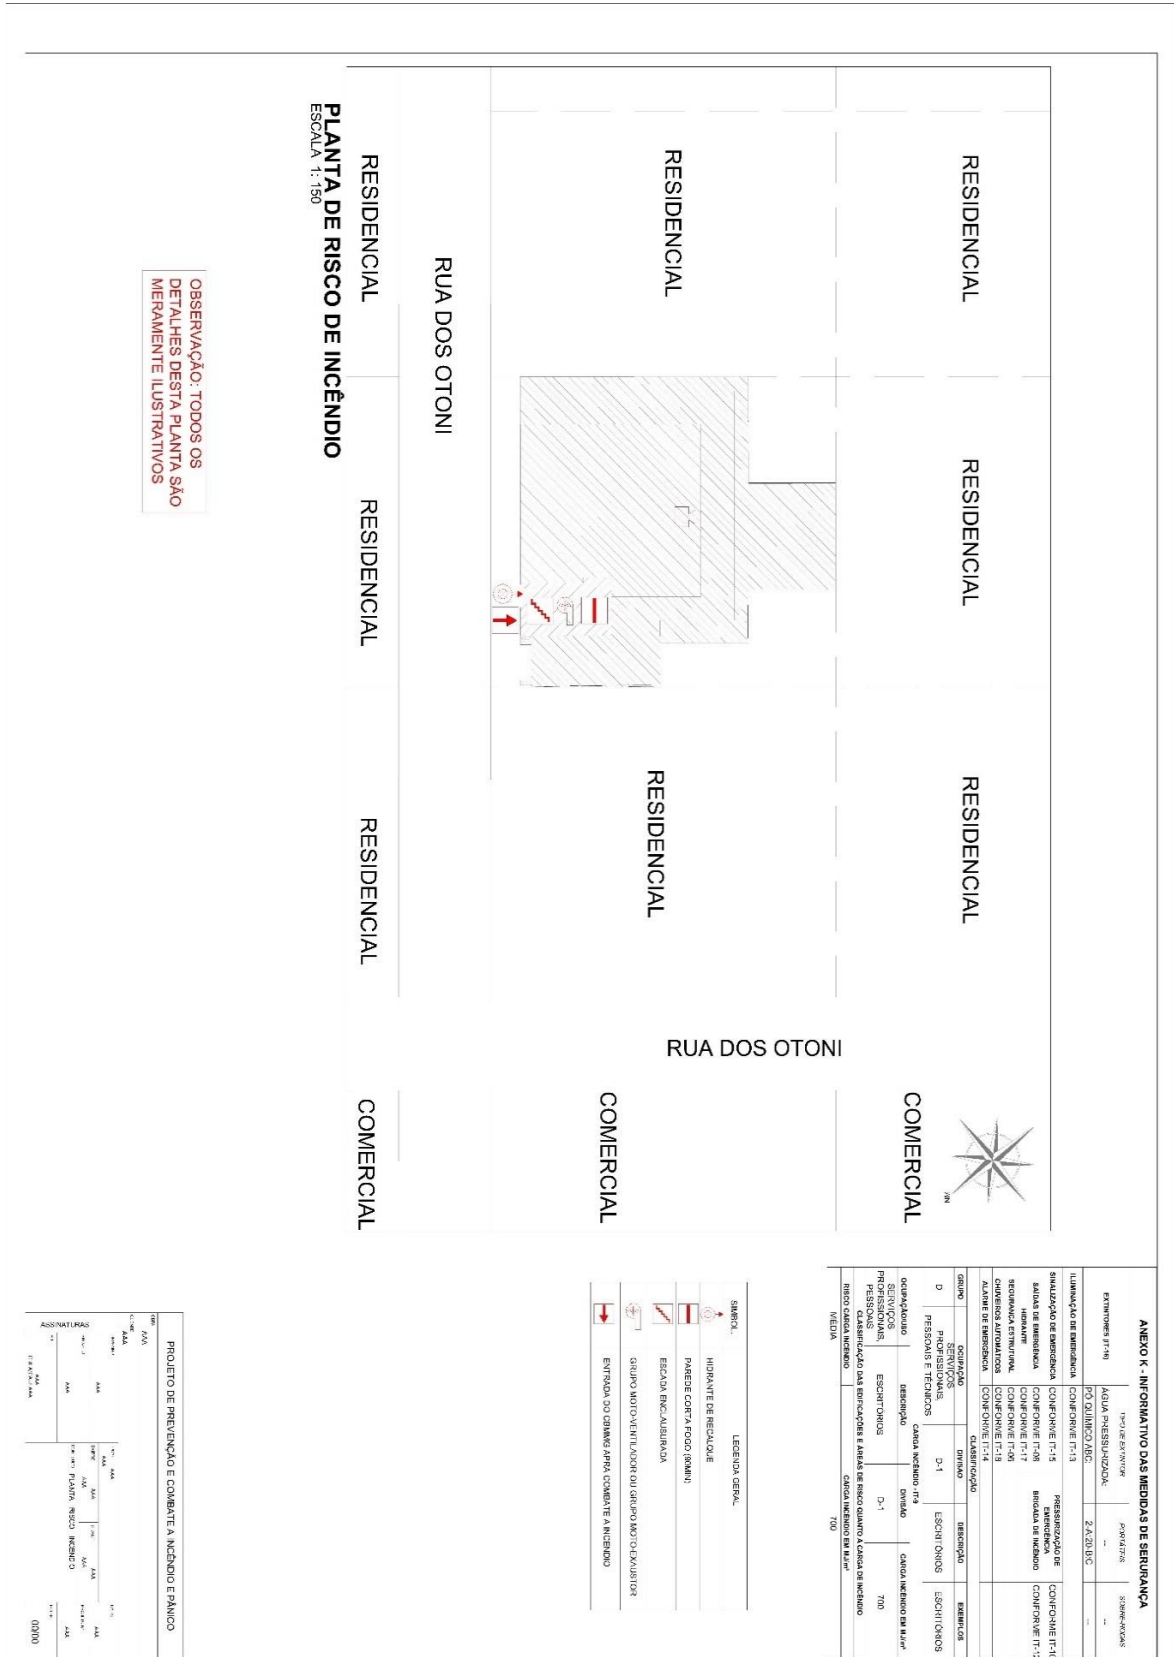 RESIDENCIAL
RESIDENCIAL
RESIDENCIAL
COMERCIAL
RESIDENCIAL
RESIDENCIAL
COMERCIAL
RUA DOS OTONI
RUA DOS OTONI
RESIDENCIAL
RESIDENCIAL
RESIDENCIAL
COMERCIAL
PLANTA DE RISCO DE INCÊNDIO
ESCALA 1: 150
OBSERVAÇÃO: TODOS OS
DETALHES DESTA PLANTA SÃO
MERAMENTE ILUSTRATIVOS
ANEXO K - INFORMATIVO DAS MEDIDAS DE SERURANÇA
EXTINTORES (IT-16) TIPO DE EXTINTOR PORTÁTEIS SOBRE-RODAS
ÁGUA PRESSURIZADA: -- --
PÓ QUÍMICO ABC: 2-A:20-B:C --
ILUMINAÇÃO DE EMERGÊNCIA CONFORME IT-13
SINALIZAÇÃO DE EMERGÊNCIA CONFORME IT-15 PRESSURIZAÇÃO DE EMERGÊNCIA CONFORME IT-10
SAÍDAS DE EMERGÊNCIA CONFORME IT-08 BRIGADA DE INCÊNDIO CONFORME IT-12
HIDRANTE CONFORME IT-17
SEGURANÇA ESTRUTURAL CONFORME IT-06
CHUVEIROS AUTOMÁTICOS CONFORME IT-18
ALARME DE EMERGÊNCIA CONFORME IT-14
CLASSIFICAÇÃO
GRUPO OCUPAÇÃO DIVISÃO DESCRIÇÃO EXEMPLOS
D SERVIÇOS PROFISSIONAIS, PESSOAIS E TÉCNICOS D-1 ESCRITÓRIOS ESCRITÓRIOS
CARGA INCÊNDIO - IT-9
OCUPAÇÃO/USO DESCRIÇÃO DIVISÃO CARGA INCÊNDIO EM MJ/m²
SERVIÇOS PROFISSIONAIS, PESSOAIS ESCRITÓRIOS D-1 700
CLASSIFICAÇÃO DAS EDIFICAÇÕES E ÁREAS DE RISCO QUANTO A CARGA DE INCÊNDIO
RISCO CARGA INCÊNDIO CARGA INCÊNDIO EM MJ/m²
MÉDIA 700
SIMBOL. LEGENDA GERAL
HIDRANTE DE RECALQUE
PAREDE CORTA FOGO (90MIN)
ESCADA ENCLAUSURADA
GRUPO MOTO-VENTILADOR OU GRUPO MOTO-EXAUSTOR
ENTRADA DO CBMMG APRA COMBATE A INCENDIO
PROJETO DE PREVENÇÃO E COMBATE A INCÊNDIO E PÂNICO
AAA
AAA
ASSINATURAS
PLANTA RISCO INCENDIO
00/00